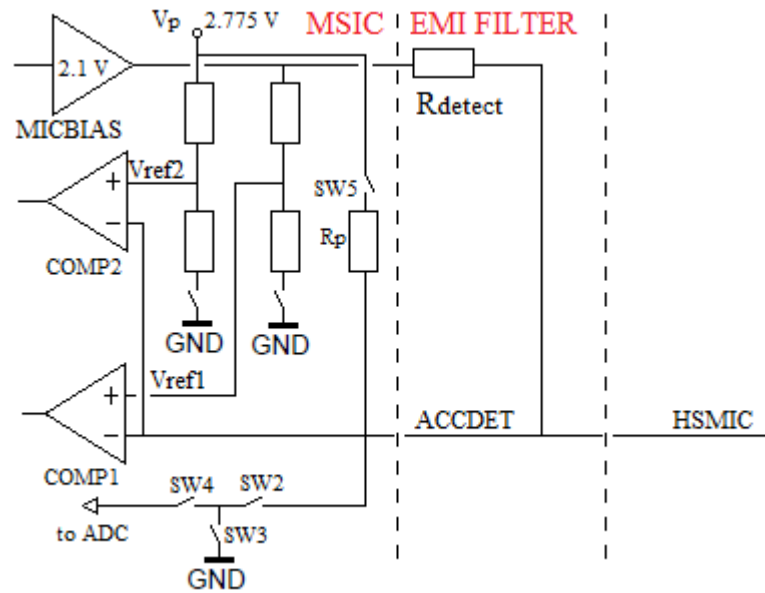 Vp 2.775 V MSIC EMI FILTER
2.1 V
MICBIAS
Rdetect
Vref2
SW5
Rp
COMP2
GND GND
Vref1
ACCDET HSMIC
COMP1
SW4 SW2
to ADC SW3
GND